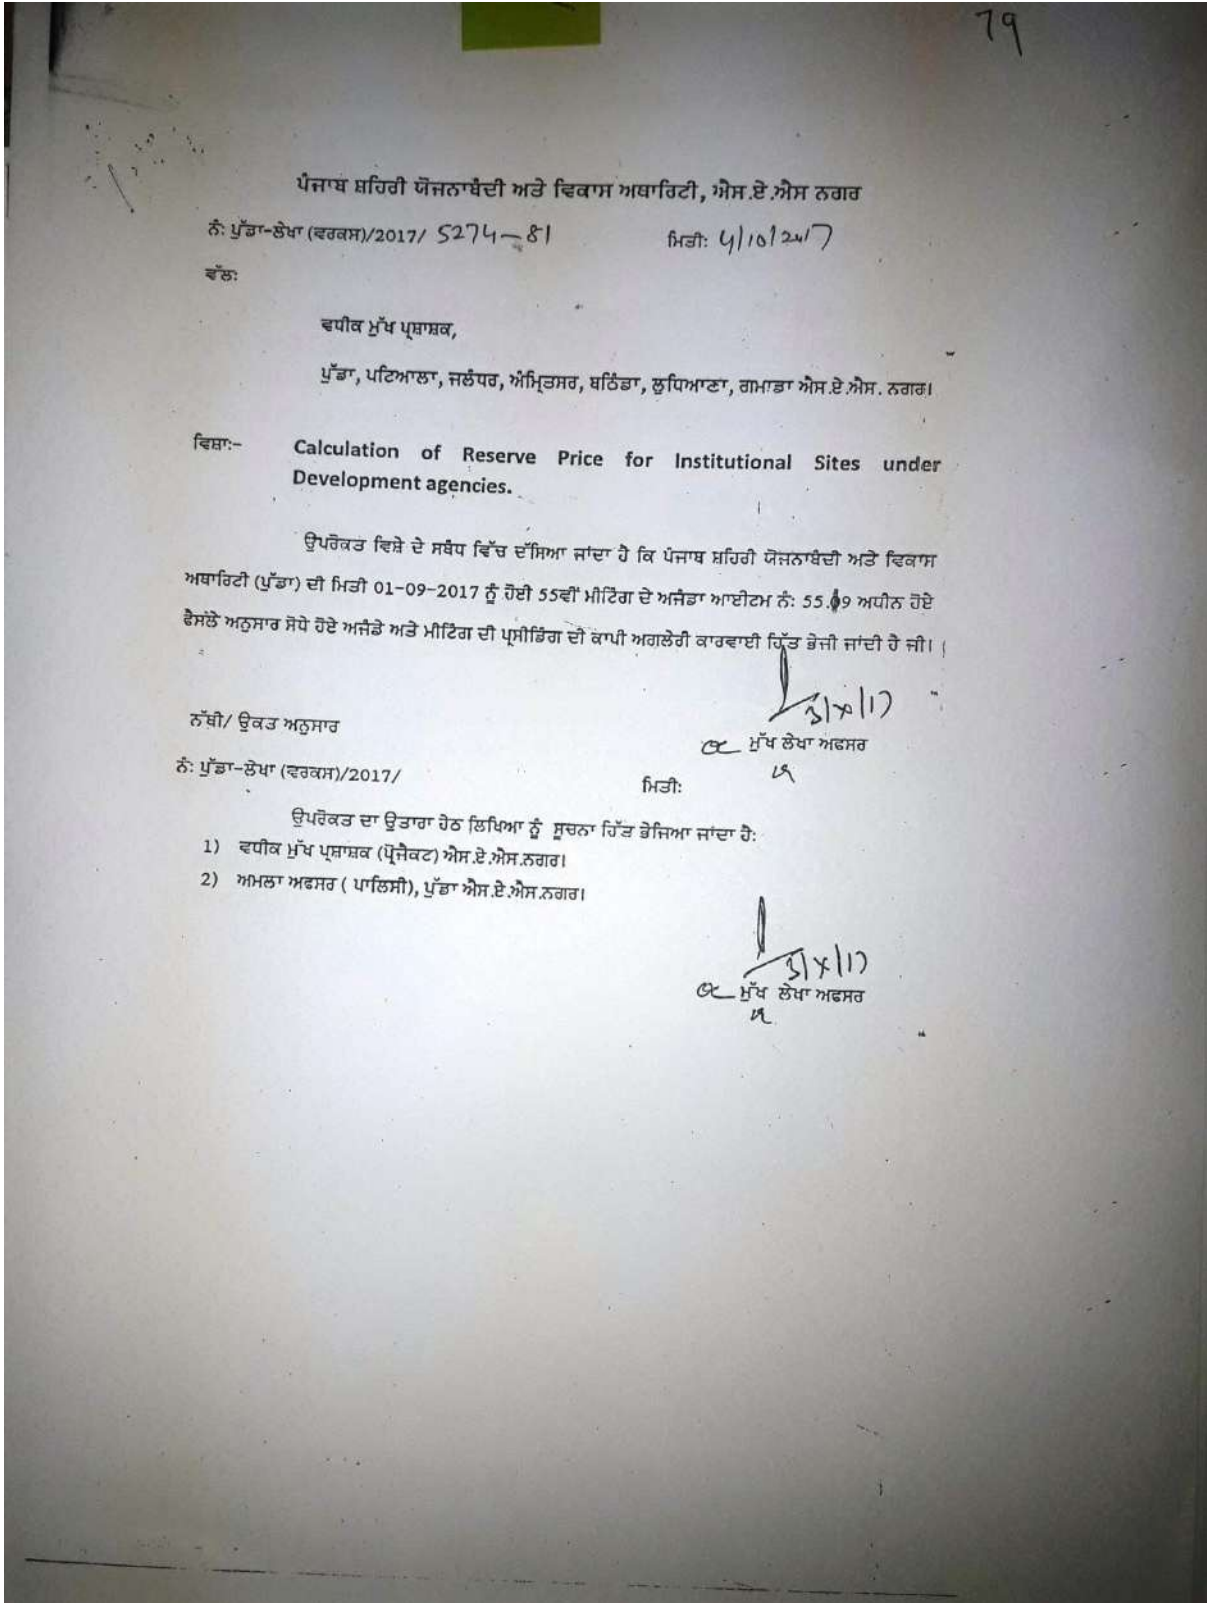 79
ਪੰਜਾਬ ਸ਼ਹਿਰੀ ਯੋਜਨਾਬੰਦੀ ਅਤੇ ਵਿਕਾਸ ਅਥਾਰਿਟੀ, ਐਸ.ਏ.ਐਸ ਨਗਰ
ਨੰ: ਪੁੱਡਾ-ਲੇਖਾ (ਵਰਕਸ)/2017/ 5274-81 ਮਿਤੀ: 4/10/2017
ਵੱਲ:
ਵਧੀਕ ਮੁੱਖ ਪ੍ਰਸ਼ਾਸ਼ਕ,
ਪੁੱਡਾ, ਪਟਿਆਲਾ, ਜਲੰਧਰ, ਅੰਮ੍ਰਿਤਸਰ, ਬਠਿੰਡਾ, ਲੁਧਿਆਣਾ, ਗਮਾਡਾ ਐਸ.ਏ.ਐਸ. ਨਗਰ।
ਵਿਸ਼ਾ:- Calculation of Reserve Price for Institutional Sites under
Development agencies.
ਉਪਰੋਕਤ ਵਿਸ਼ੇ ਦੇ ਸਬੰਧ ਵਿੱਚ ਦੱਸਿਆ ਜਾਂਦਾ ਹੈ ਕਿ ਪੰਜਾਬ ਸ਼ਹਿਰੀ ਯੋਜਨਾਬੰਦੀ ਅਤੇ ਵਿਕਾਸ
ਅਥਾਰਿਟੀ (ਪੁੱਡਾ) ਦੀ ਮਿਤੀ 01-09-2017 ਨੂੰ ਹੋਈ 55ਵੀਂ ਮੀਟਿੰਗ ਦੇ ਅਜੰਡਾ ਆਈਟਮ ਨੰ: 55.09 ਅਧੀਨ ਹੋਏ
ਫੈਸਲੇ ਅਨੁਸਾਰ ਸੋਧੇ ਹੋਏ ਅਜੰਡੇ ਅਤੇ ਮੀਟਿੰਗ ਦੀ ਪ੍ਰਸੀਡਿੰਗ ਦੀ ਕਾਪੀ ਅਗਲੇਰੀ ਕਾਰਵਾਈ ਹਿੱਤ ਭੇਜੀ ਜਾਂਦੀ ਹੈ ਜੀ।
3/X/17
ਨੱਥੀ/ ਉਕਤ ਅਨੁਸਾਰ
ਮੁੱਖ ਲੇਖਾ ਅਫਸਰ
ਨੰ: ਪੁੱਡਾ-ਲੇਖਾ (ਵਰਕਸ)/2017/ ਮਿਤੀ:
ਉਪਰੋਕਤ ਦਾ ਉਤਾਰਾ ਹੇਠ ਲਿਖਿਆ ਨੂੰ ਸੂਚਨਾ ਹਿੱਤ ਭੇਜਿਆ ਜਾਂਦਾ ਹੈ:
1) ਵਧੀਕ ਮੁੱਖ ਪ੍ਰਸ਼ਾਸ਼ਕ (ਪ੍ਰੋਜੈਕਟ) ਐਸ.ਏ.ਐਸ.ਨਗਰ।
2) ਅਮਲਾ ਅਫਸਰ ( ਪਾਲਿਸੀ), ਪੁੱਡਾ ਐਸ.ਏ.ਐਸ.ਨਗਰ।
3/X/17
ਮੁੱਖ ਲੇਖਾ ਅਫਸਰ